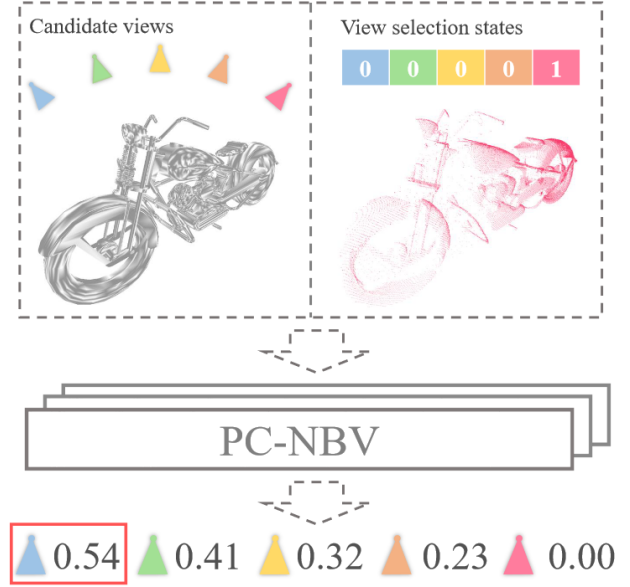 Candidate views
View selection states
0 0 0 0 1
PC-NBV
0.54 0.41 0.32 0.23 0.00